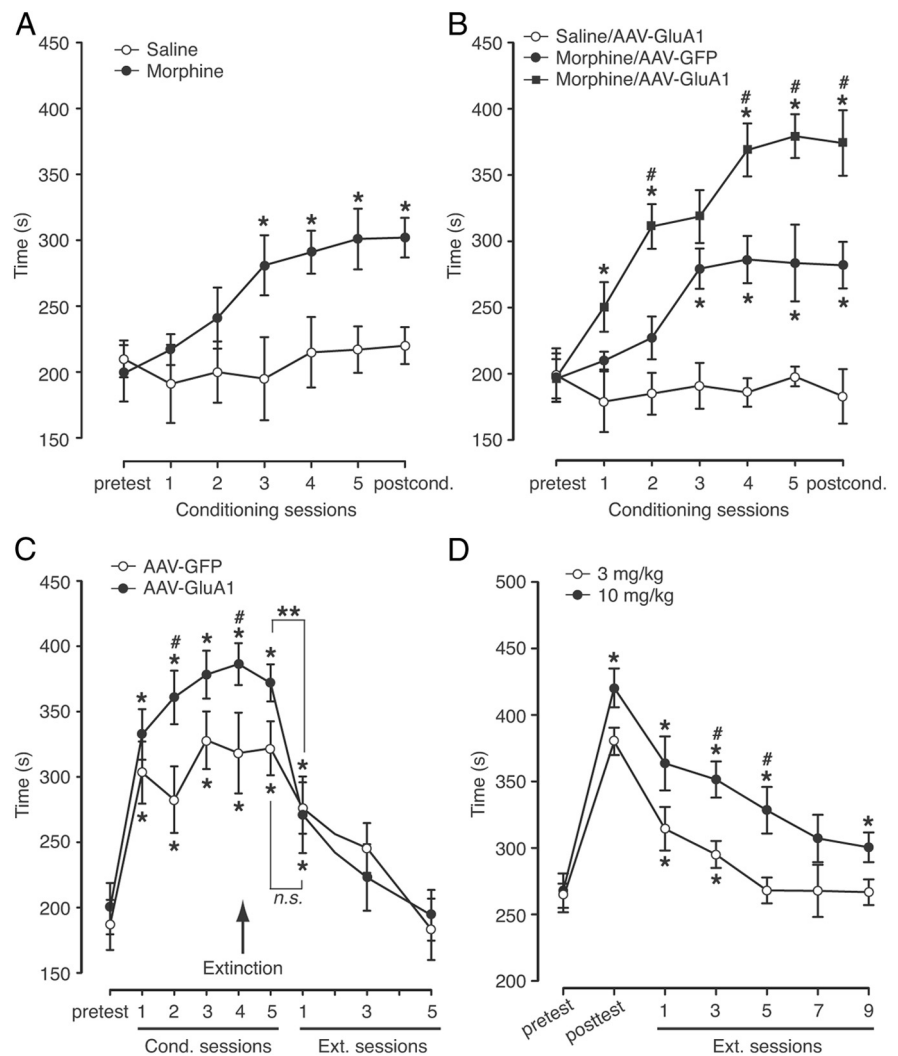 A
450
400
350
300
250
200
150
Time (s)
Saline
Morphine
* * * *
pretest 1 2 3 4 5 postcond.
Conditioning sessions
B
450
400
350
300
250
200
150
Time (s)
Saline/AAV-GluA1
Morphine/AAV-GFP
Morphine/AAV-GluA1
# # # #
* * * * *
* * * *
pretest 1 2 3 4 5 postcond.
Conditioning sessions
C
450
400
350
300
250
200
150
Time (s)
AAV-GFP
AAV-GluA1
**
# #
* * * * * *
* * * * * *
n.s.
Extinction
pretest 1 2 3 4 5 1 3 5
Cond. sessions Ext. sessions
D
500
450
400
350
300
250
200
Time (s)
3 mg/kg
10 mg/kg
# #
* * * * *
* *
pretest posttest 1 3 5 7 9
Ext. sessions